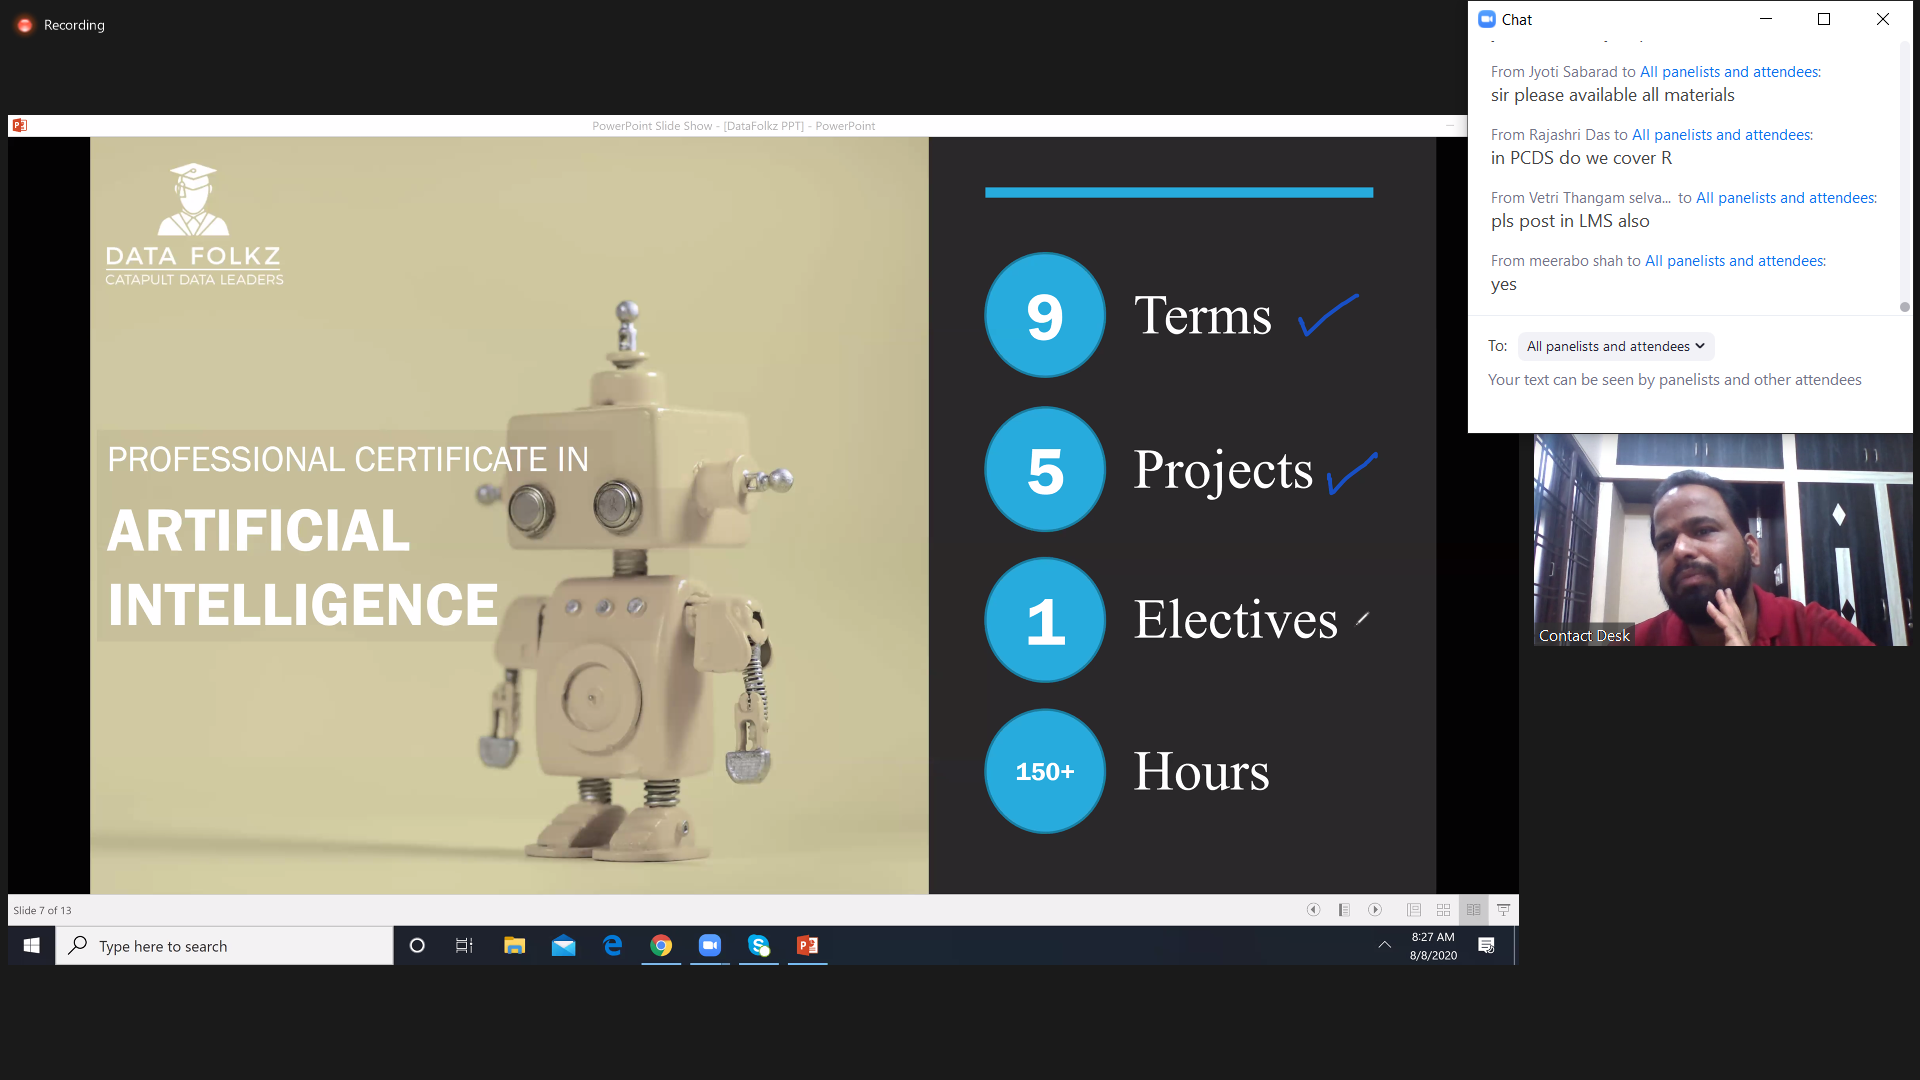 Recording
PowerPoint Slide Show - [DataFolkz PPT] - PowerPoint
DATA FOLKZ
CATAPULT DATA LEADERS
PROFESSIONAL CERTIFICATE IN
ARTIFICIAL
INTELLIGENCE
9 Terms
5 Projects
1 Electives
150+ Hours
Slide 7 of 13
Type here to search
8:27 AM
8/8/2020
Chat
From Jyoti Sabarad to All panelists and attendees:
sir please available all materials
From Rajashri Das to All panelists and attendees:
in PCDS do we cover R
From Vetri Thangam selva... to All panelists and attendees:
pls post in LMS also
From meerabo shah to All panelists and attendees:
yes
To: All panelists and attendees
Your text can be seen by panelists and other attendees
Contact Desk